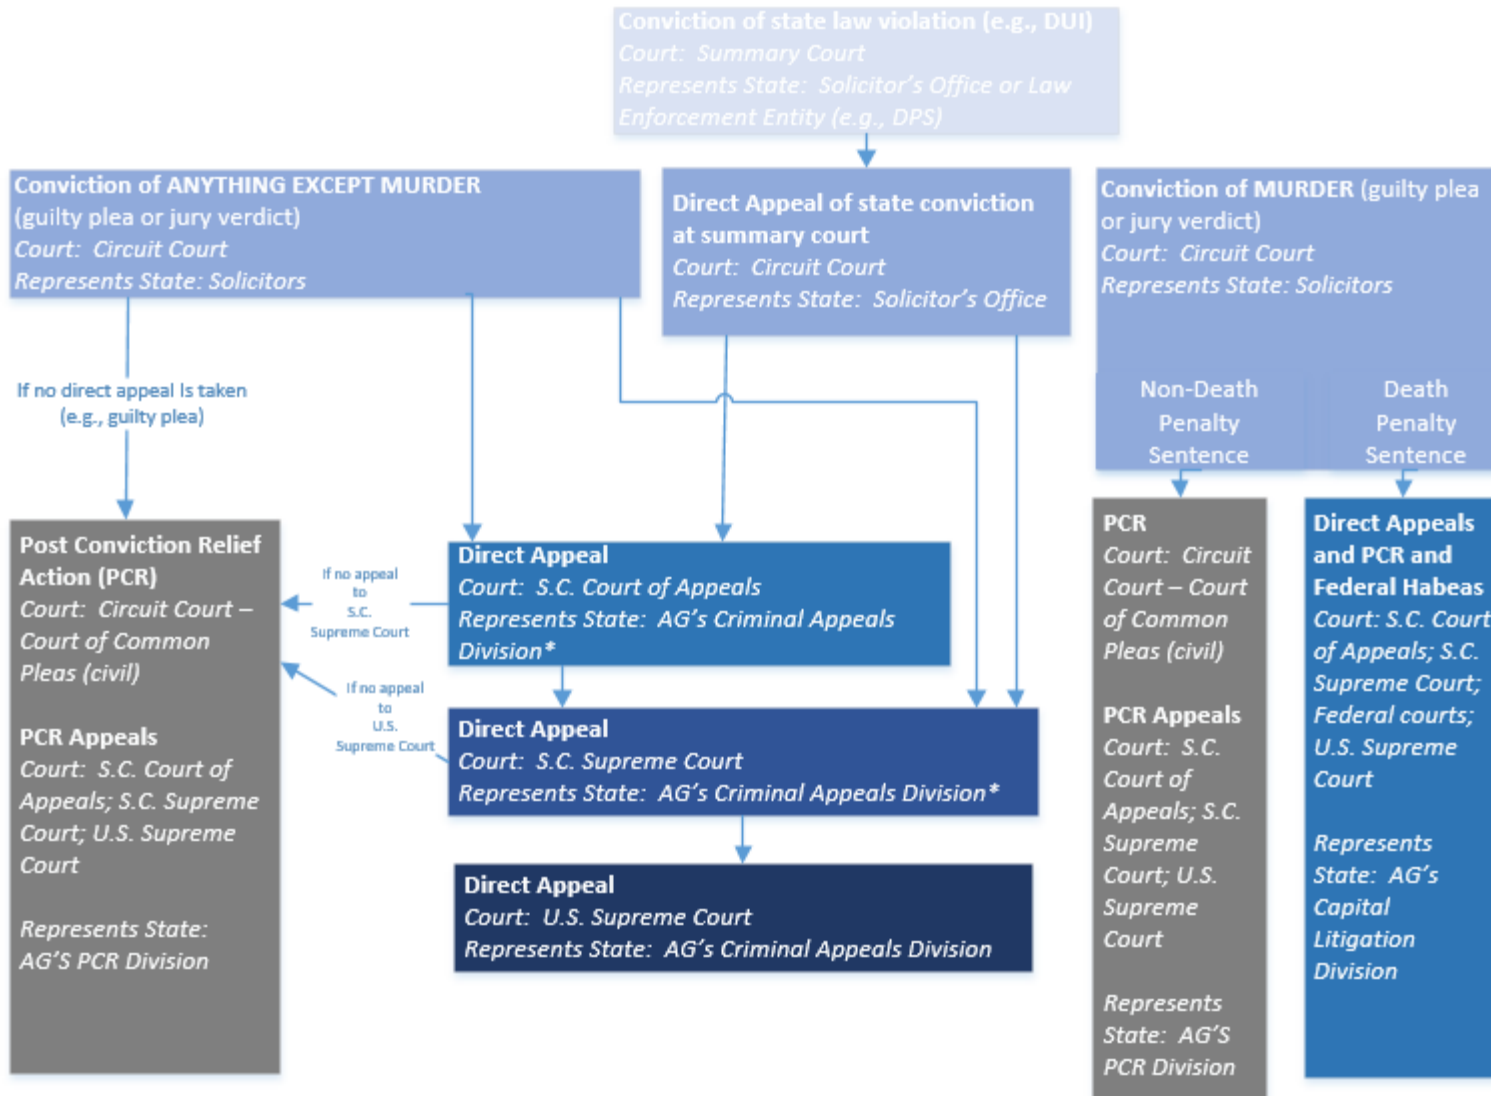 Conviction of state law violation (e.g., DUI)
Court: Summary Court
Represents State: Solicitor's Office or Law
Enforcement Entity (e.g., DPS)
Conviction of ANYTHING EXCEPT MURDER
(guilty plea or jury verdict)
Court: Circuit Court
Represents State: Solicitors
Direct Appeal of state conviction
at summary court
Court: Circuit Court
Represents State: Solicitor's Office
Conviction of MURDER (guilty plea
or jury verdict)
Court: Circuit Court
Represents State: Solicitors
Non-Death
Penalty
Sentence
Death
Penalty
Sentence
If no direct appeal Is taken
(e.g., guilty plea)
Post Conviction Relief
Action (PCR)
Court: Circuit Court –
Court of Common
Pleas (civil)
PCR Appeals
Court: S.C. Court of
Appeals; S.C. Supreme
Court; U.S. Supreme
Court
Represents State:
AG'S PCR Division
If no appeal
to
S.C.
Supreme Court
If no appeal
to
U.S.
Supreme Court
Direct Appeal
Court: S.C. Court of Appeals
Represents State: AG's Criminal Appeals
Division*
Direct Appeal
Court: S.C. Supreme Court
Represents State: AG's Criminal Appeals Division*
Direct Appeal
Court: U.S. Supreme Court
Represents State: AG's Criminal Appeals Division
PCR
Court: Circuit
Court – Court
of Common
Pleas (civil)
PCR Appeals
Court: S.C.
Court of
Appeals; S.C.
Supreme
Court; U.S.
Supreme
Court
Represents
State: AG'S
PCR Division
Direct Appeals
and PCR and
Federal Habeas
Court: S.C. Court
of Appeals; S.C.
Supreme Court;
Federal courts;
U.S. Supreme
Court
Represents
State: AG's
Capital
Litigation
Division